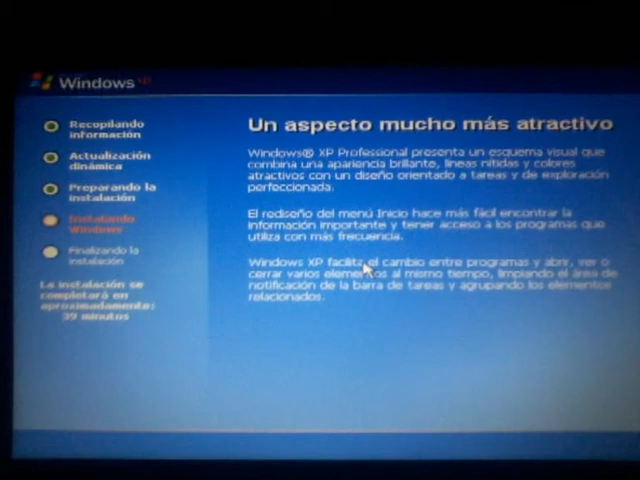 Windows xp
Recopilando
información
Actualización
dinámica
Preparando la
instalación
Instalando
Windows
Finalizando la
instalación
La instalación se
completará en
aproximadamente:
39 minutos
Un aspecto mucho más atractivo
Windows® XP Professional presenta un esquema visual que
combina una apariencia brillante, líneas nítidas y colores
atractivos con un diseño orientado a tareas y de exploración
perfeccionada.
El rediseño del menú Inicio hace más fácil encontrar la
información importante y tener acceso a los programas que
utiliza con más frecuencia.
Windows XP facilita el cambio entre programas y abrir, ver o
cerrar varios elementos al mismo tiempo, limpiando el área de
notificación de la barra de tareas y agrupando los elementos
relacionados.